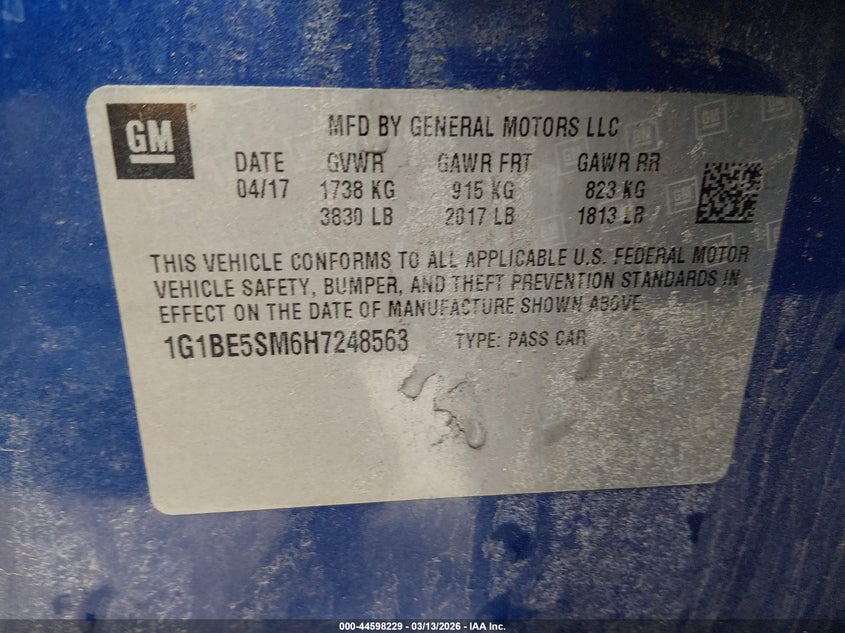 GM
MFD BY GENERAL MOTORS LLC
DATE GVWR GAWR FRT GAWR RR
04/17 1738 KG 915 KG 823 KG
3830 LB 2017 LB 1813 LB
THIS VEHICLE CONFORMS TO ALL APPLICABLE U.S. FEDERAL MOTOR
VEHICLE SAFETY, BUMPER, AND THEFT PREVENTION STANDARDS IN
EFFECT ON THE DATE OF MANUFACTURE SHOWN ABOVE
1G1BE5SM6H7248563 TYPE: PASS CAR
000-44598229 - 03/13/2026 - IAA Inc.